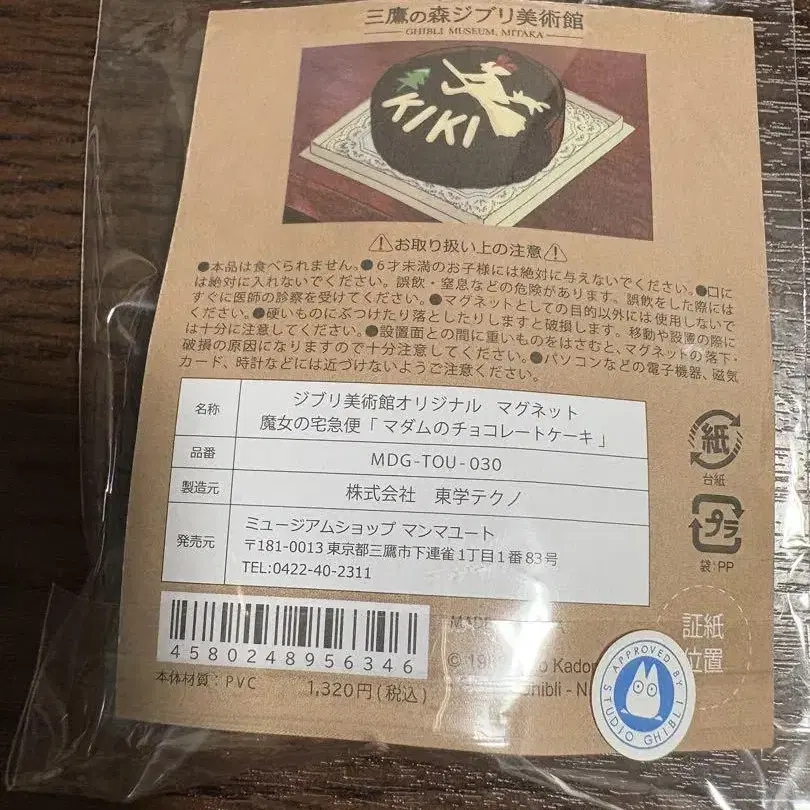 三鷹の森ジブリ美術館
GHIBLI MUSEUM, MITAKA
KIKI
お取り扱い上の注意
●本品は食べられません。●6才未満のお子様には絶対に与えないでください。●口に
は絶対に入れないでください。誤飲・窒息などの危険があります。誤飲をした際には
すぐに医師の診察を受けてください。●マグネットとしての目的以外には使用しないで
ください。●硬いものにぶつけたり落としたりしますと破損します。移動や設置の際に
は十分に注意してください。●設置面との間に重いものをはさむと、マグネットの落下・
破損の原因になりますので十分注意してください。●パソコンなどの電子機器、磁気
カード、時計などには近づけないようご注意ください。
名称 ジブリ美術館オリジナル マグネット
魔女の宅急便「 マダムのチョコレートケーキ 」
品番 MDG-TOU-030
製造元 株式会社 東学テクノ
発売元 ミュージアムショップ マンマユート
〒181-0013 東京都三鷹市下連雀1丁目1番83号
TEL:0422-40-2311
紙
台紙
プラ
袋:PP
4580248956346
本体材質:PVC 1,320円(税込)
証紙
位置
Kado
Ghibli - N
APPROVED BY
STUDIO GHIBLI